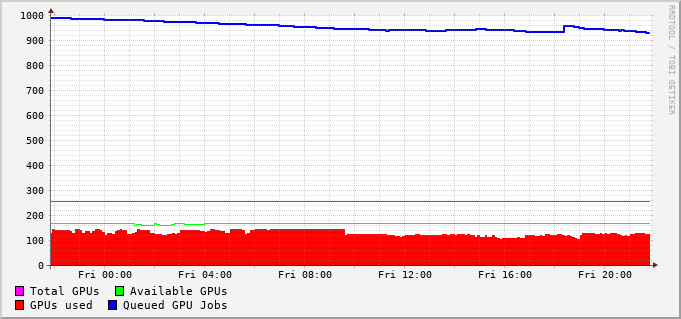 RRDTOOL / TOBI OETIKER
1000
900
800
700
600
500
400
300
200
100
0
Fri 00:00 Fri 04:00 Fri 08:00 Fri 12:00 Fri 16:00 Fri 20:00
Total GPUs Available GPUs
GPUs used Queued GPU Jobs